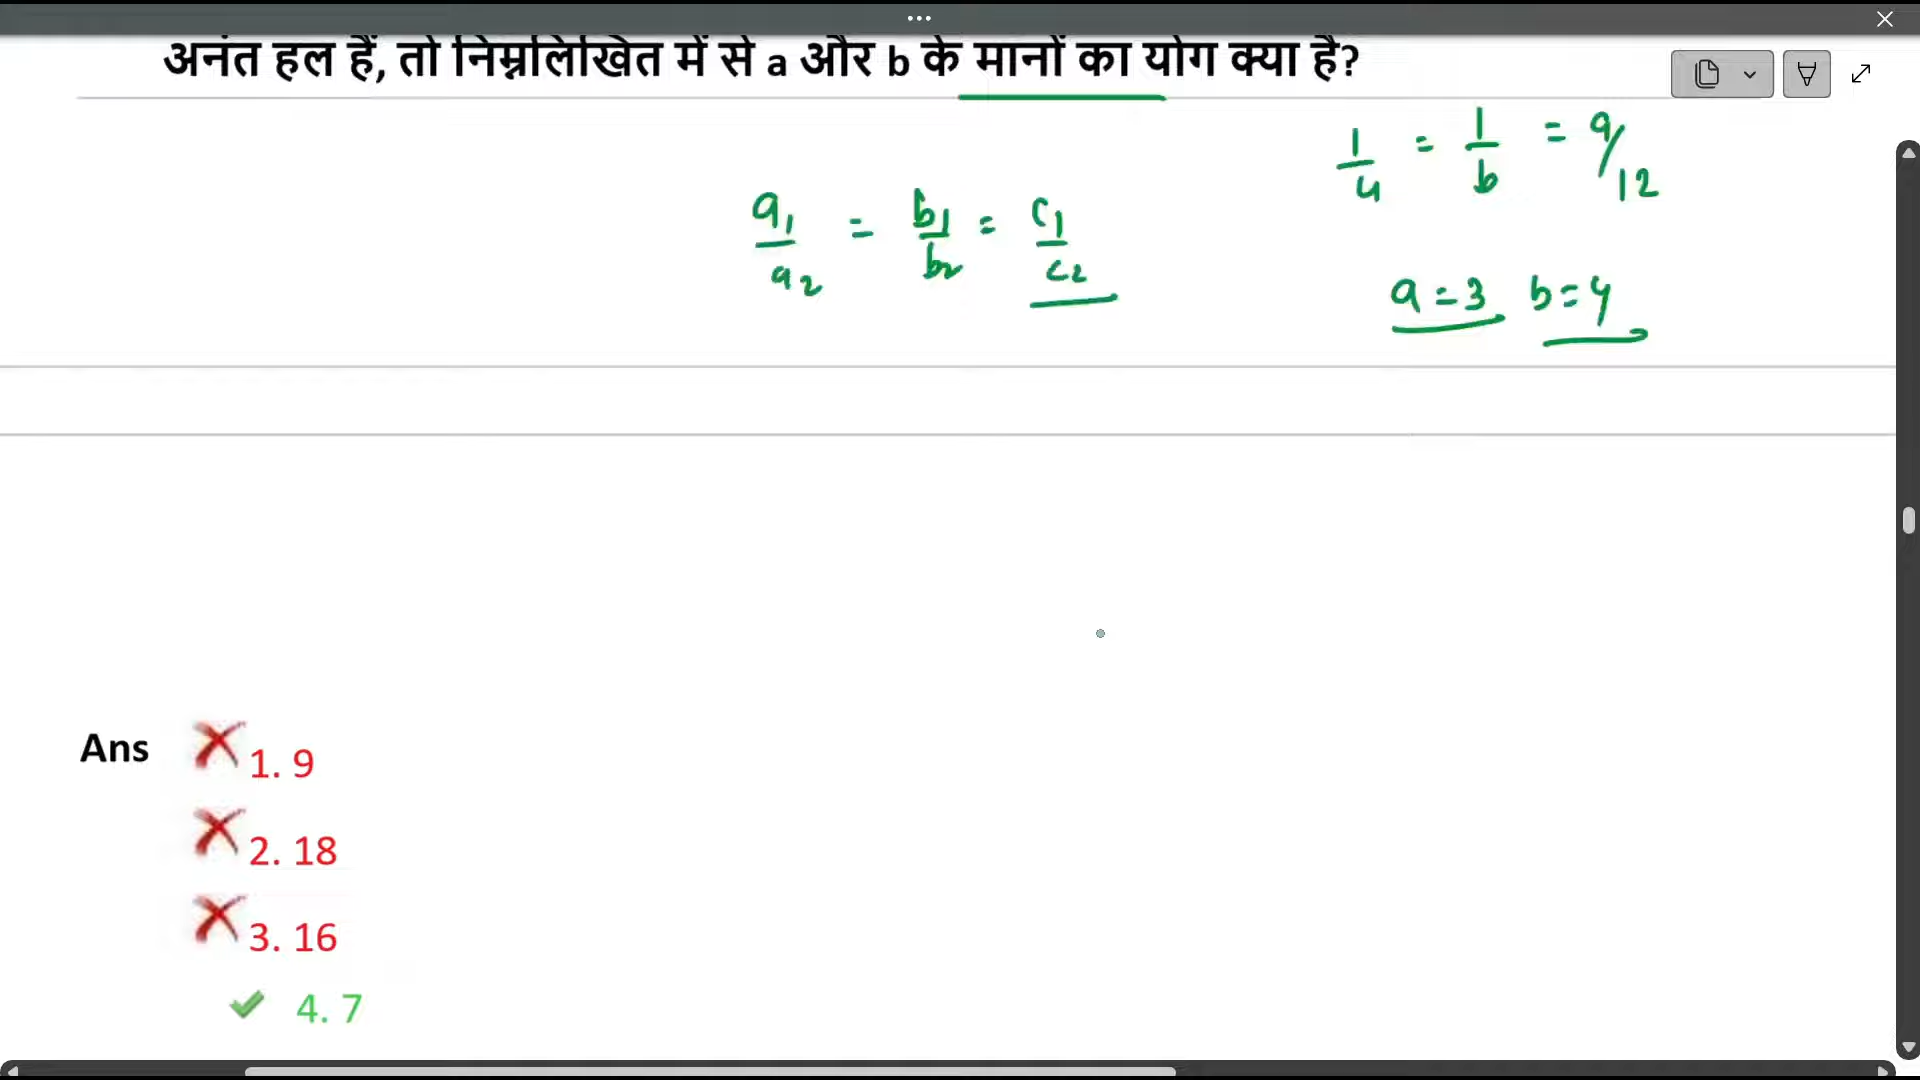 अनंत हल हैं, तो निम्नलिखित में से a और b के मानों का योग क्या है?
1/4 = 1/b = a/12
a1/a2 = b1/b2 = c1/c2
a = 3 b = 4
Ans
1. 9
2. 18
3. 16
4. 7